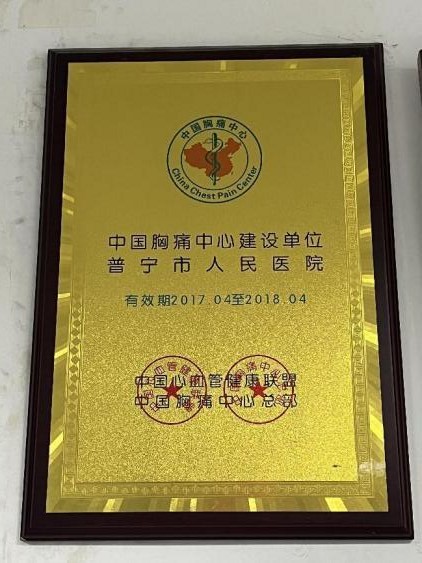 中国胸痛中心
China Chest Pain Center
中国胸痛中心建设单位
普宁市人民医院
有效期2017.04至2018.04
中国心血管健康联盟
中国胸痛中心总部